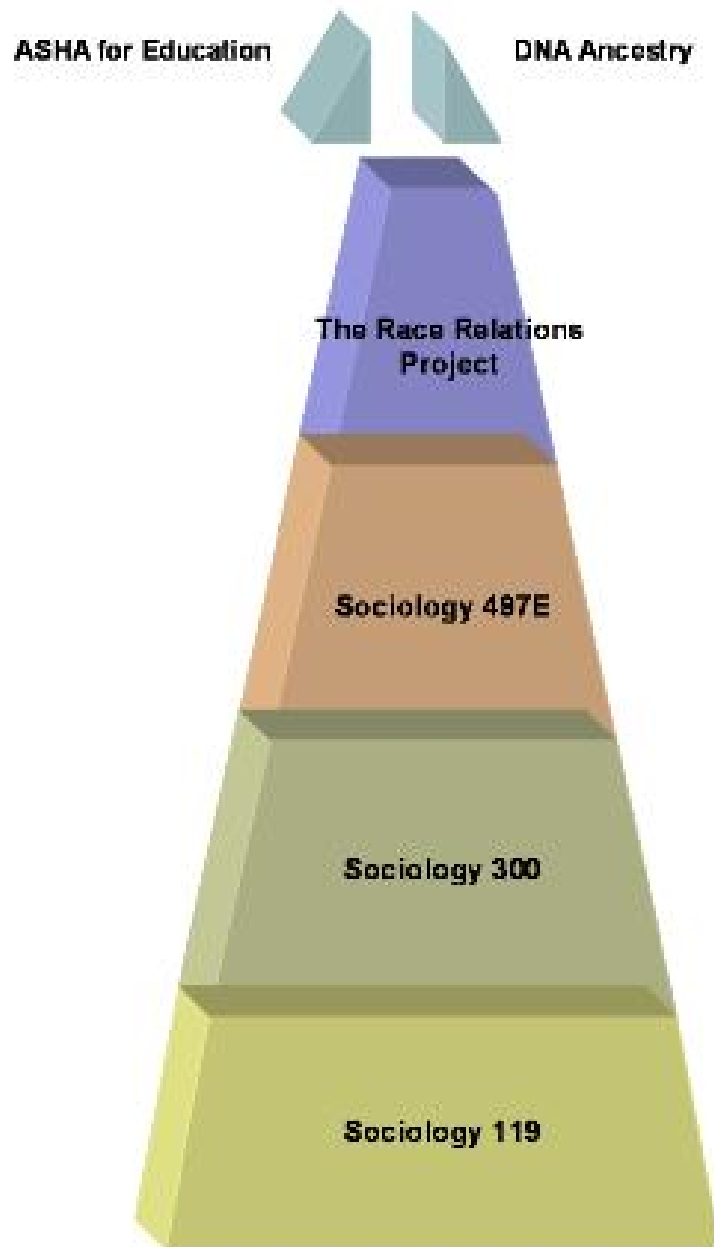 ASHA for Education
DNA Ancestry
The Race Relations
Project
Sociology 497E
Sociology 300
Sociology 119